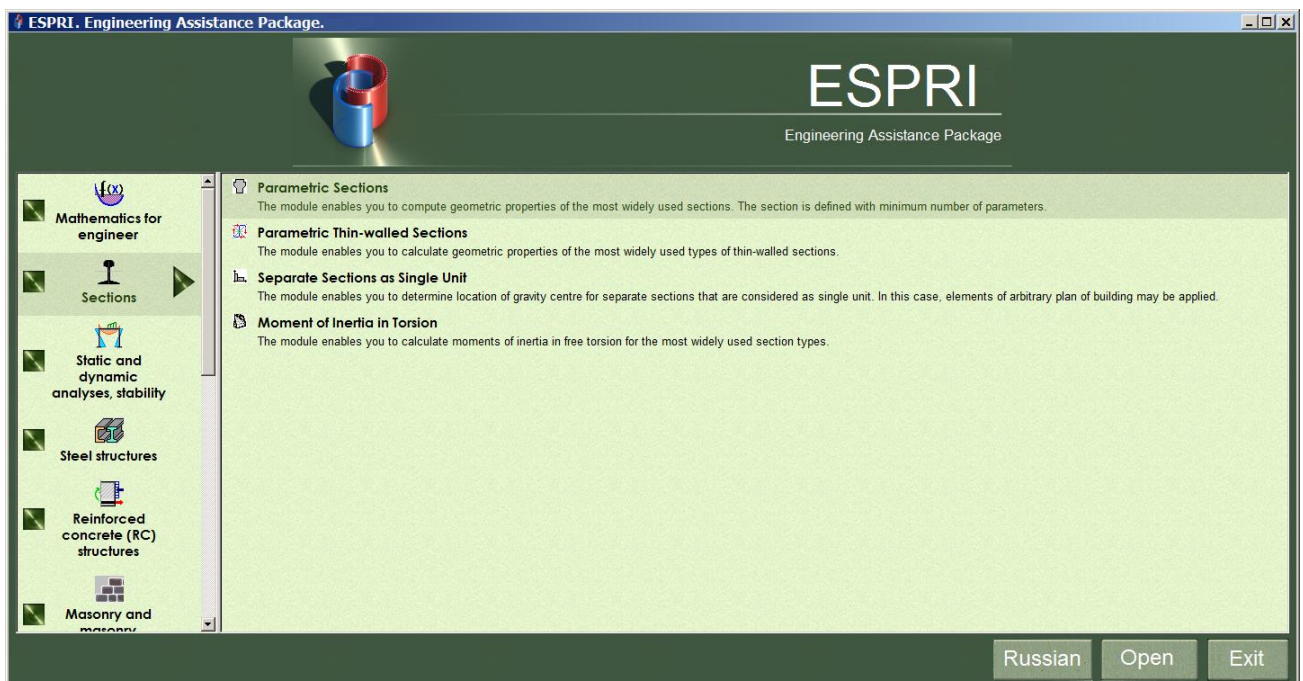 ESPRI. Engineering Assistance Package.
ESPRI
Engineering Assistance Package
f(x)
Mathematics for
engineer
Sections
Static and
dynamic
analyses, stability
Steel structures
Reinforced
concrete (RC)
structures
Masonry and
masonry
Parametric Sections
The module enables you to compute geometric properties of the most widely used sections. The section is defined with minimum number of parameters.
Parametric Thin-walled Sections
The module enables you to calculate geometric properties of the most widely used types of thin-walled sections.
Separate Sections as Single Unit
The module enables you to determine location of gravity centre for separate sections that are considered as single unit. In this case, elements of arbitrary plan of building may be applied.
Moment of Inertia in Torsion
The module enables you to calculate moments of inertia in free torsion for the most widely used section types.
Russian Open Exit